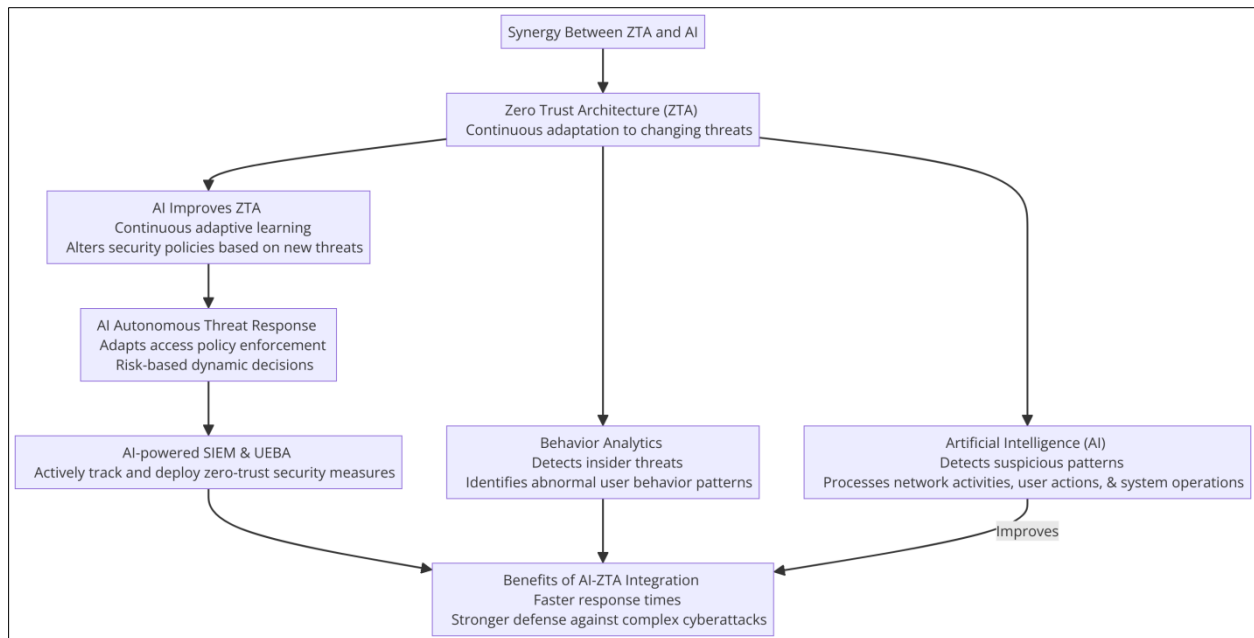 Synergy Between ZTA and AI
Zero Trust Architecture (ZTA)
Continuous adaptation to changing threats
AI Improves ZTA
Continuous adaptive learning
Alters security policies based on new threats
AI Autonomous Threat Response
Adapts access policy enforcement
Risk-based dynamic decisions
AI-powered SIEM & UEBA
Actively track and deploy zero-trust security measures
Behavior Analytics
Detects insider threats
Identifies abnormal user behavior patterns
Artificial Intelligence (AI)
Detects suspicious patterns
Processes network activities, user actions, & system operations
Improves
Benefits of AI-ZTA Integration
Faster response times
Stronger defense against complex cyberattacks